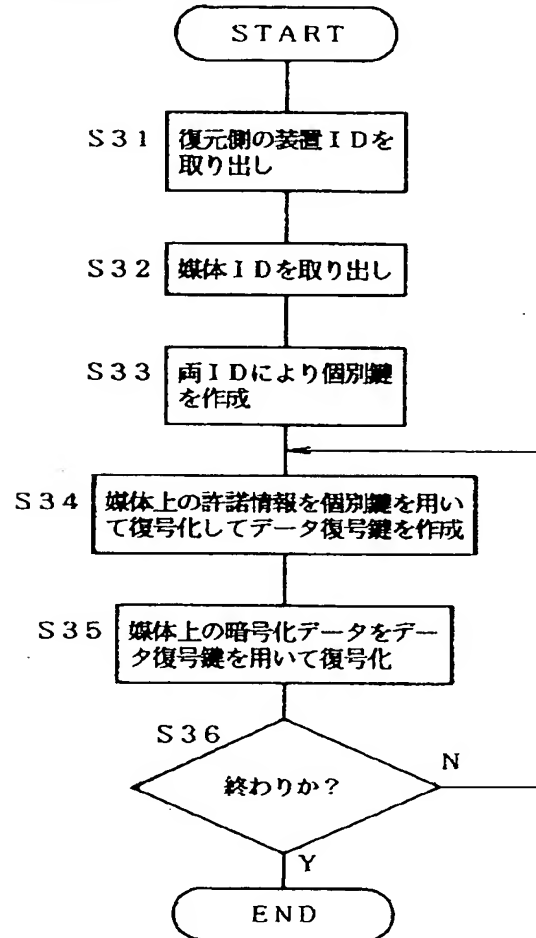 START
S31 復元側の装置IDを
取り出し
S32 媒体IDを取り出し
S33 両IDにより個別鍵
を作成
S34 媒体上の許諾情報を個別鍵を用い
て復号化してデータ復号鍵を作成
S35 媒体上の暗号化データをデー
タ復号鍵を用いて復号化
S36
終わりか?
N
Y
END